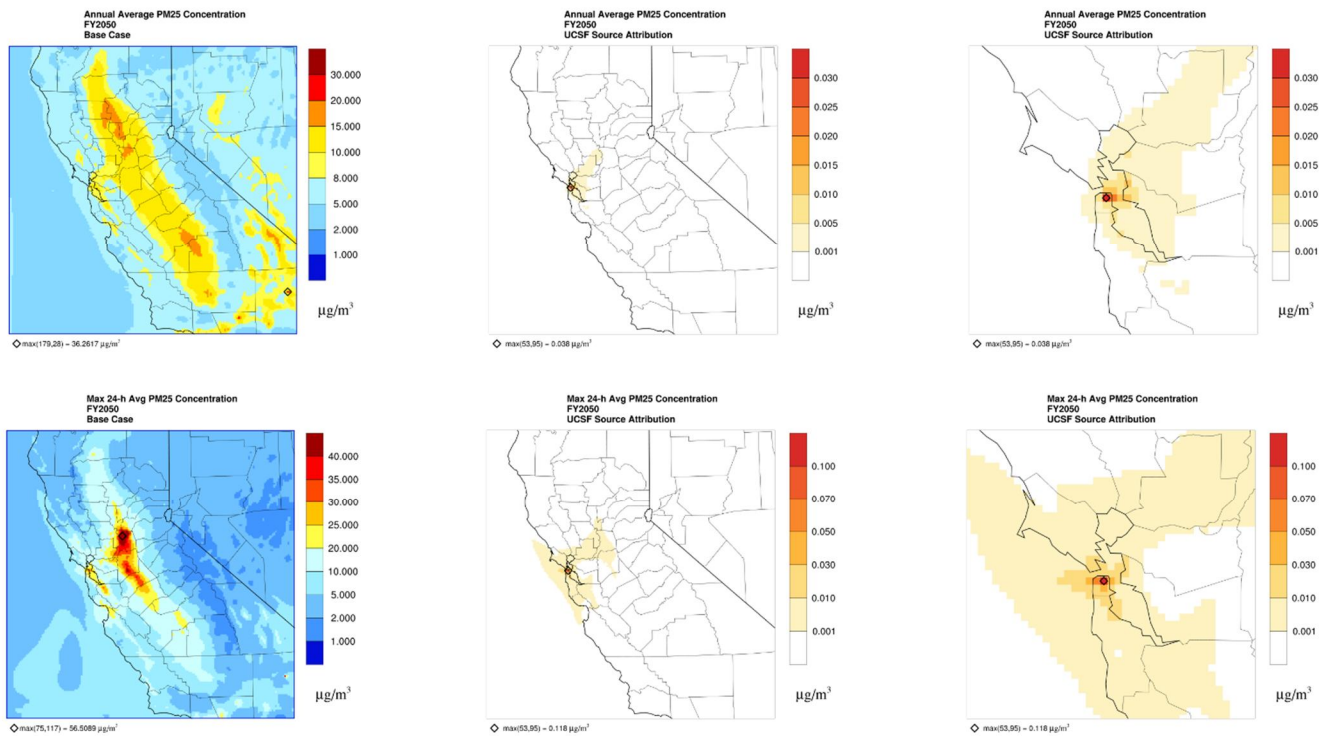 Annual Average PM25 Concentration
FY2050
Base Case
30.000
20.000
15.000
10.000
8.000
5.000
2.000
1.000
µg/m³
max(179,28) = 36.2617 µg/m³
Annual Average PM25 Concentration
FY2050
UCSF Source Attribution
0.030
0.025
0.020
0.015
0.010
0.005
0.001
µg/m³
max(53,95) = 0.038 µg/m³
Annual Average PM25 Concentration
FY2050
UCSF Source Attribution
0.030
0.025
0.020
0.015
0.010
0.005
0.001
µg/m³
max(53,95) = 0.038 µg/m³
Max 24-h Avg PM25 Concentration
FY2050
Base Case
40.000
35.000
30.000
25.000
20.000
10.000
5.000
2.000
1.000
µg/m³
max(75,117) = 56.5089 µg/m³
Max 24-h Avg PM25 Concentration
FY2050
UCSF Source Attribution
0.100
0.070
0.050
0.030
0.010
0.001
µg/m³
max(53,95) = 0.118 µg/m³
Max 24-h Avg PM25 Concentration
FY2050
UCSF Source Attribution
0.100
0.070
0.050
0.030
0.010
0.001
µg/m³
max(53,95) = 0.118 µg/m³